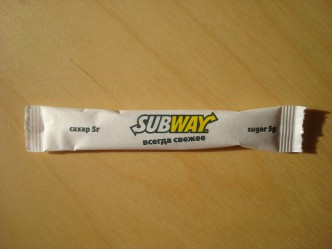 сахар 5г
SUBWAY
всегда свежее
sugar 5g